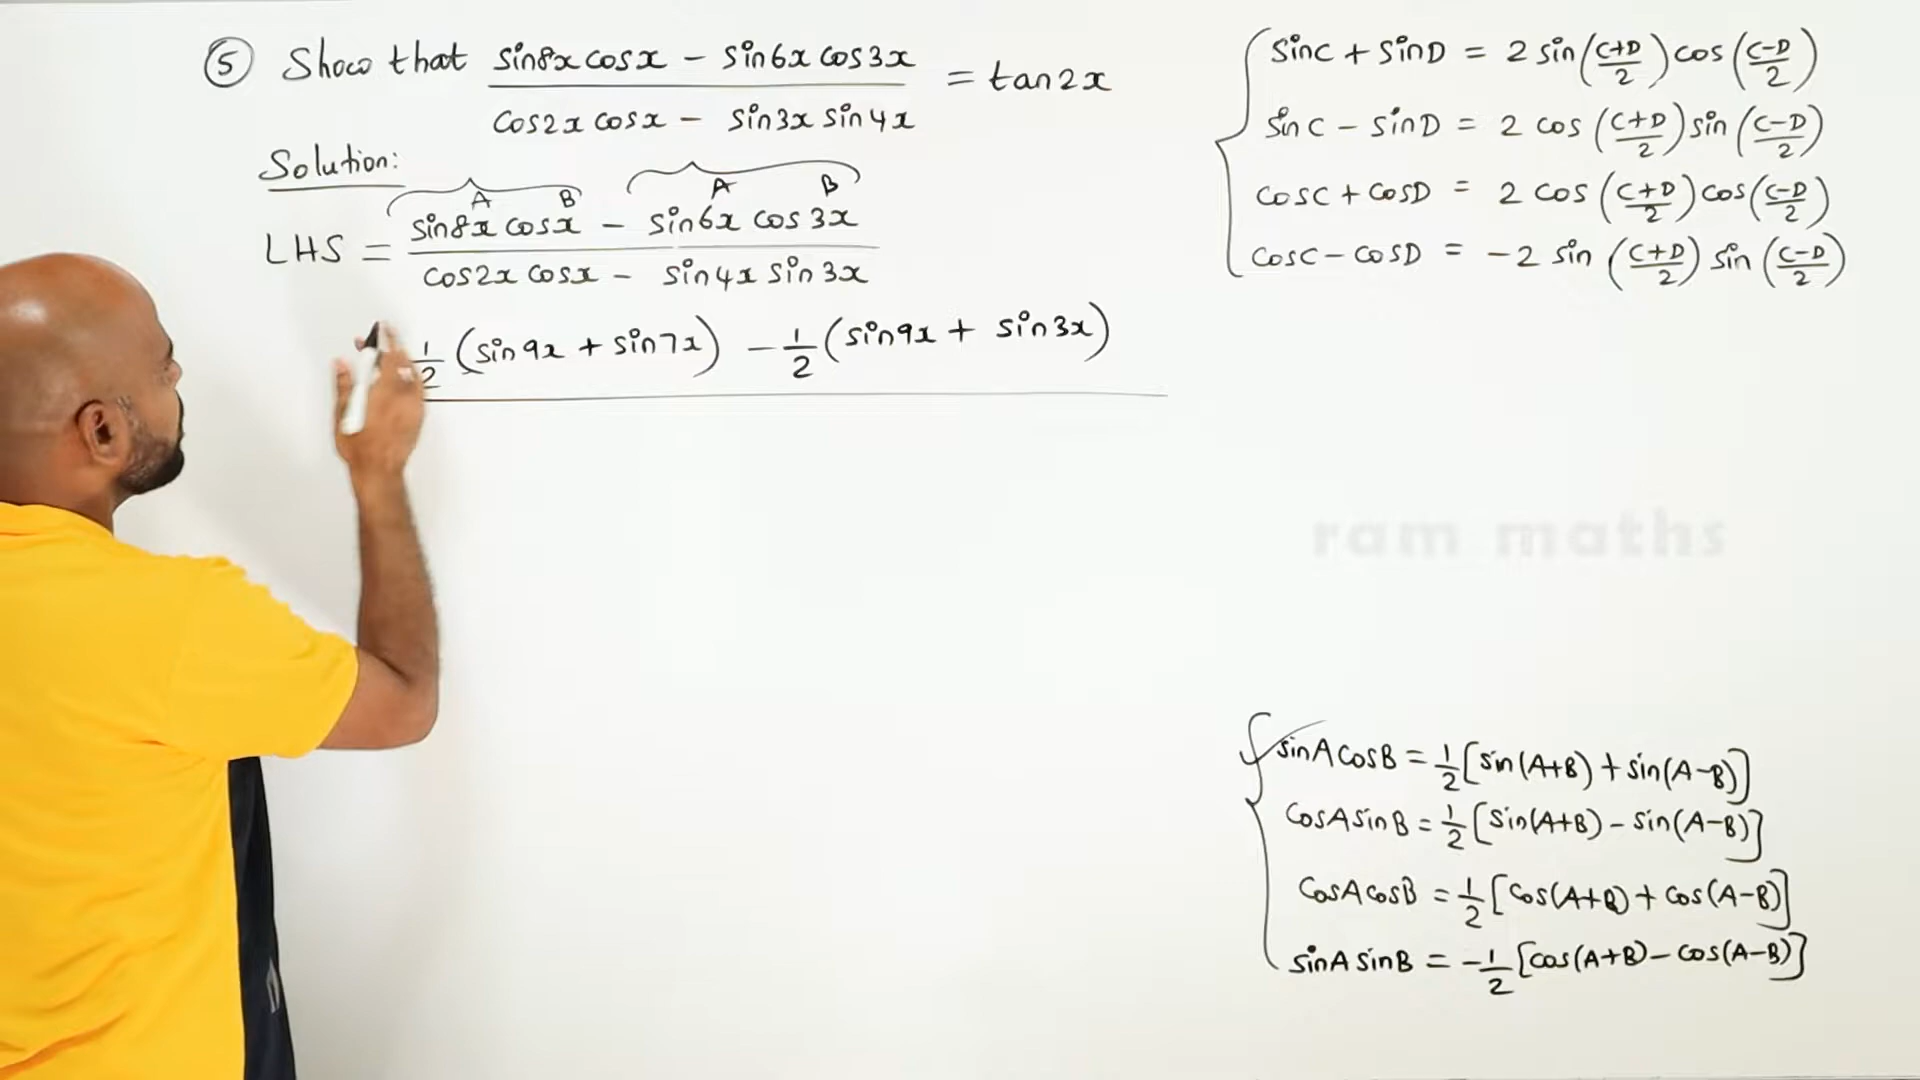 ⑤ Show that sin8x cosx - sin6x cos3x / cos2x cosx - sin3x sin4x = tan2x
Solution:
A B A B
LHS = sin8x cosx - sin6x cos3x / cos2x cosx - sin4x sin3x
1/2 (sin9x + sin7x) - 1/2 (sin9x + sin3x)
sinC + sinD = 2 sin(C+D/2) cos(C-D/2)
sinC - sinD = 2 cos(C+D/2) sin(C-D/2)
cosC + cosD = 2 cos(C+D/2) cos(C-D/2)
cosC - cosD = -2 sin(C+D/2) sin(C-D/2)
ram maths
sinA cosB = 1/2 [sin(A+B) + sin(A-B)]
cosA sinB = 1/2 [sin(A+B) - sin(A-B)]
cosA cosB = 1/2 [cos(A+B) + cos(A-B)]
sinA sinB = -1/2 [cos(A+B) - cos(A-B)]